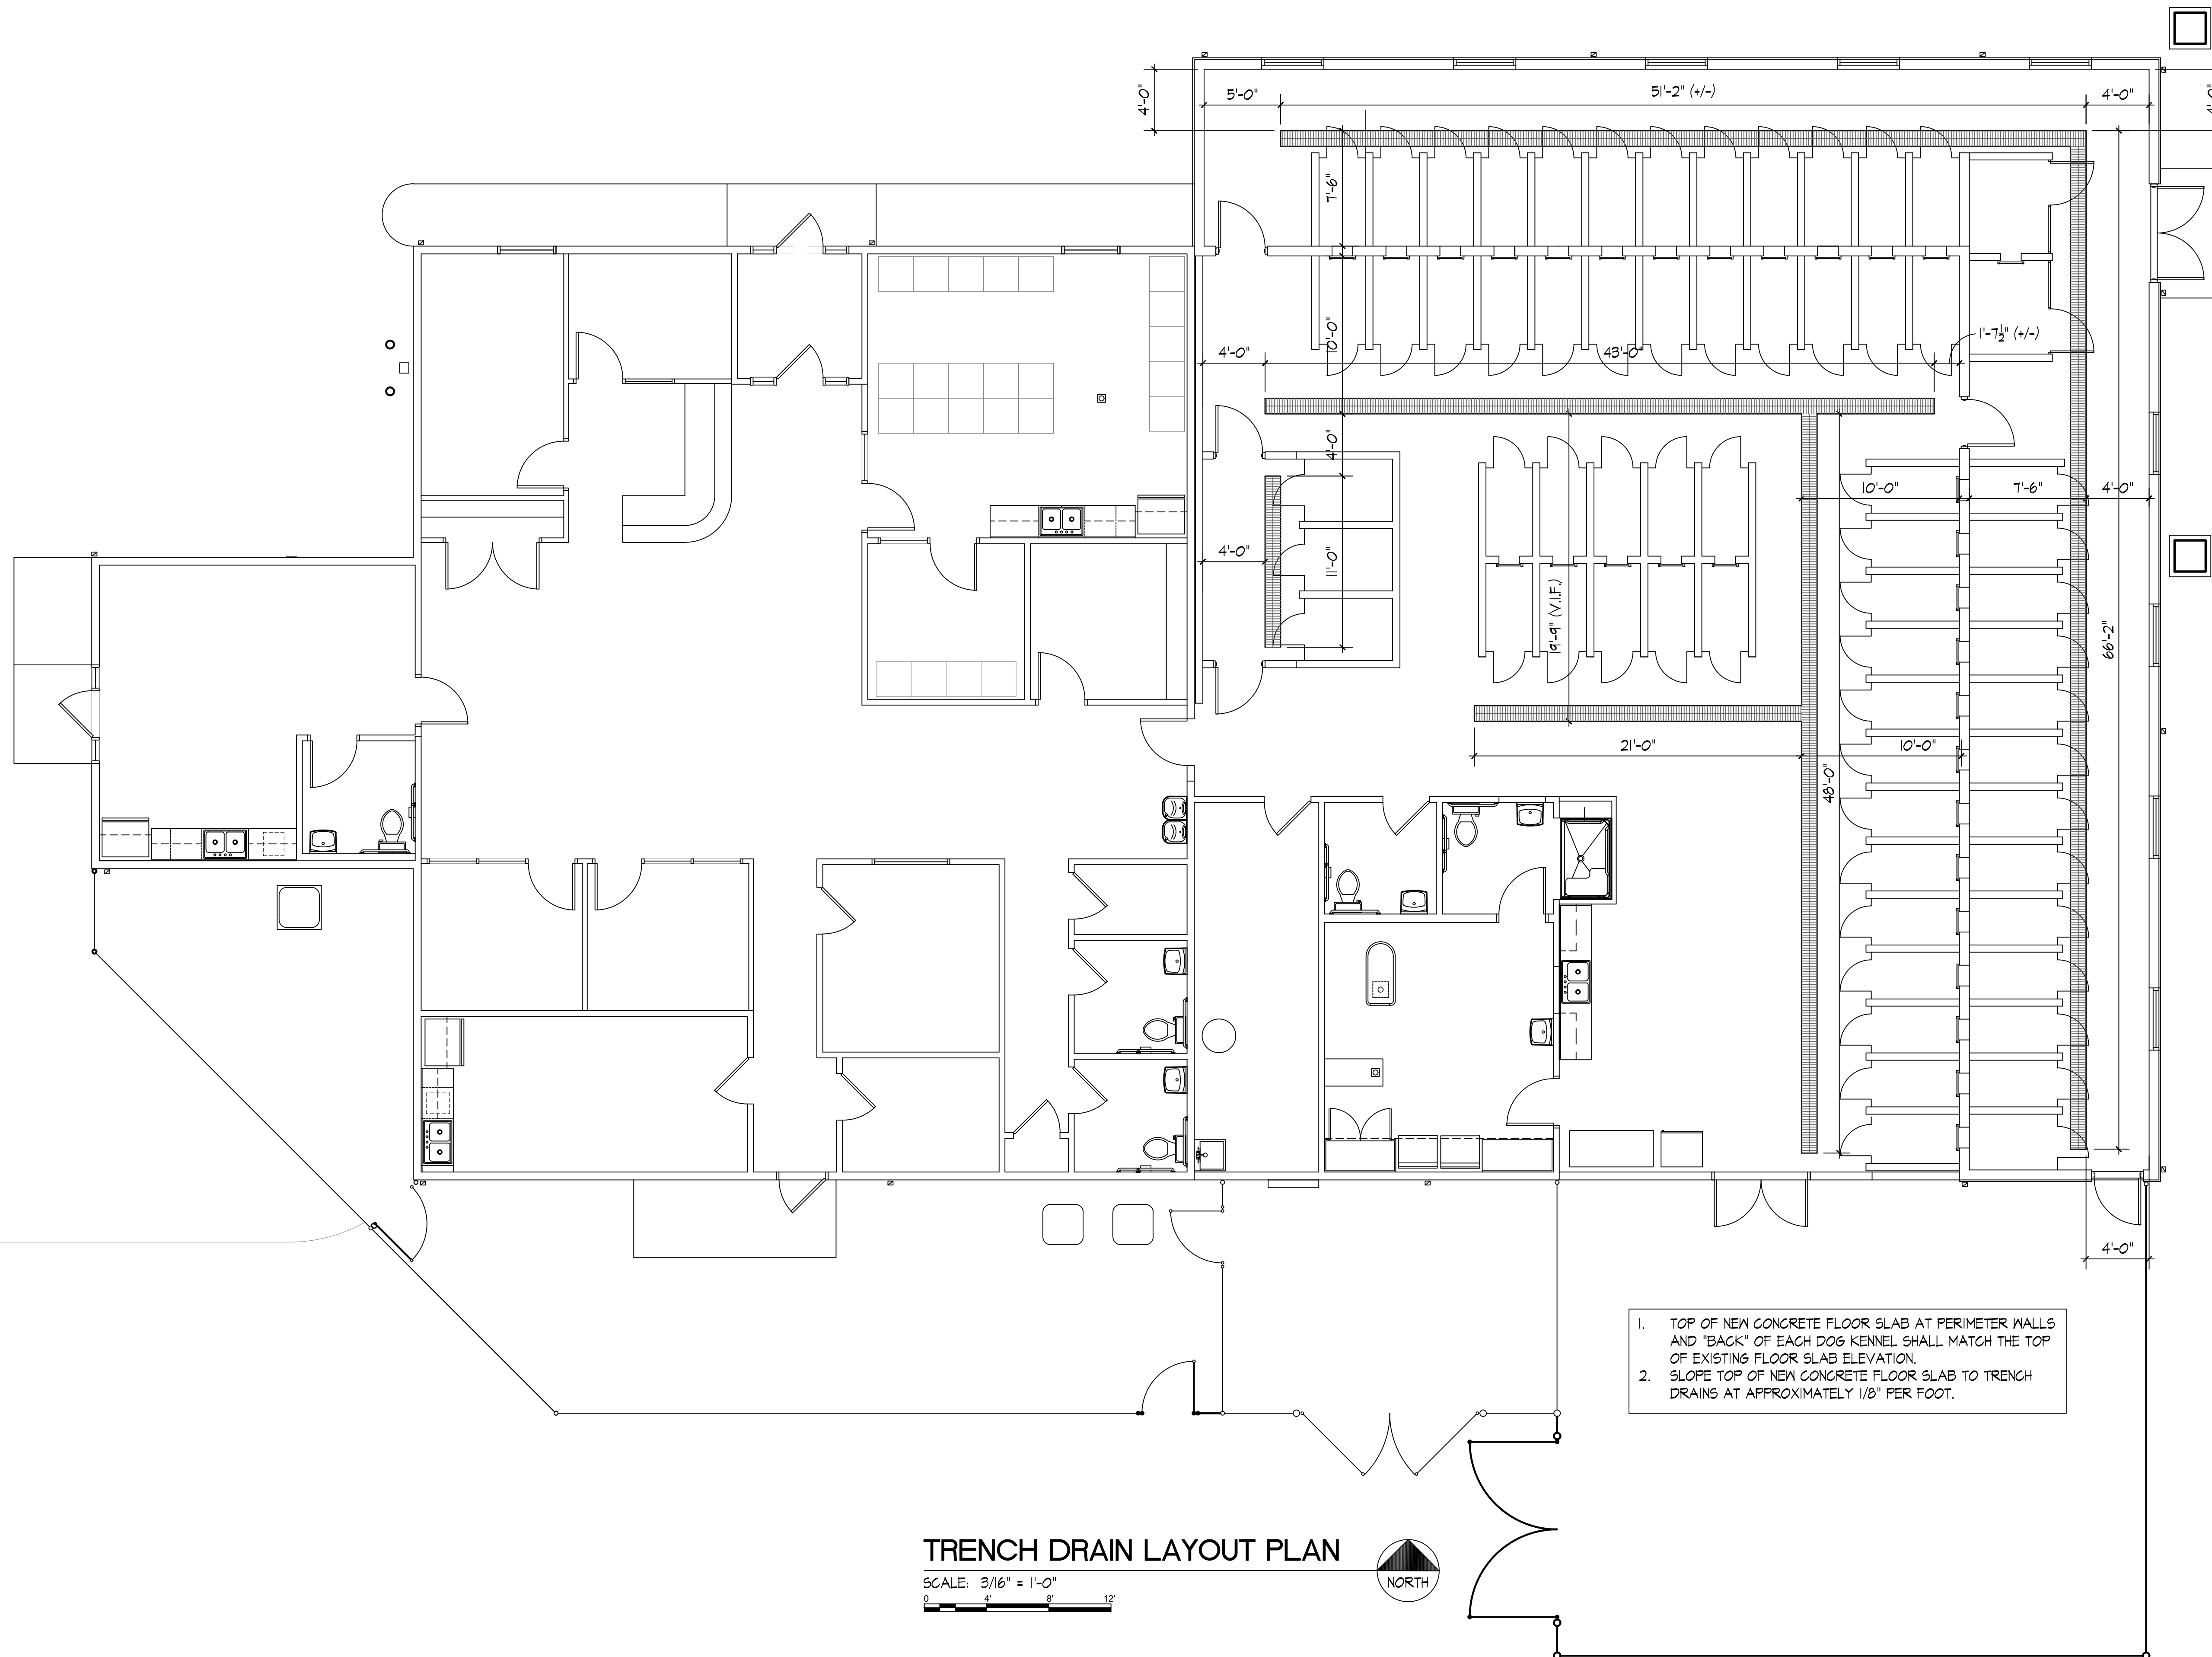 4'-0"
5'-0"
51'-2" (+/-)
4'-0"
7'-6"
10'-0"
1'-7½" (+/-)
4'-0"
43'-0"
4'-0"
10'-0"
7'-6"
4'-0"
4'-0"
11'-0"
19'-9" (V.I.F.)
66'-2"
21'-0"
10'-0"
48'-0"
4'-0"
1. TOP OF NEW CONCRETE FLOOR SLAB AT PERIMETER WALLS
AND "BACK" OF EACH DOG KENNEL SHALL MATCH THE TOP
OF EXISTING FLOOR SLAB ELEVATION.
2. SLOPE TOP OF NEW CONCRETE FLOOR SLAB TO TRENCH
DRAINS AT APPROXIMATELY 1/8" PER FOOT.
TRENCH DRAIN LAYOUT PLAN
SCALE: 3/16" = 1'-0"
0 4' 8' 12'
NORTH